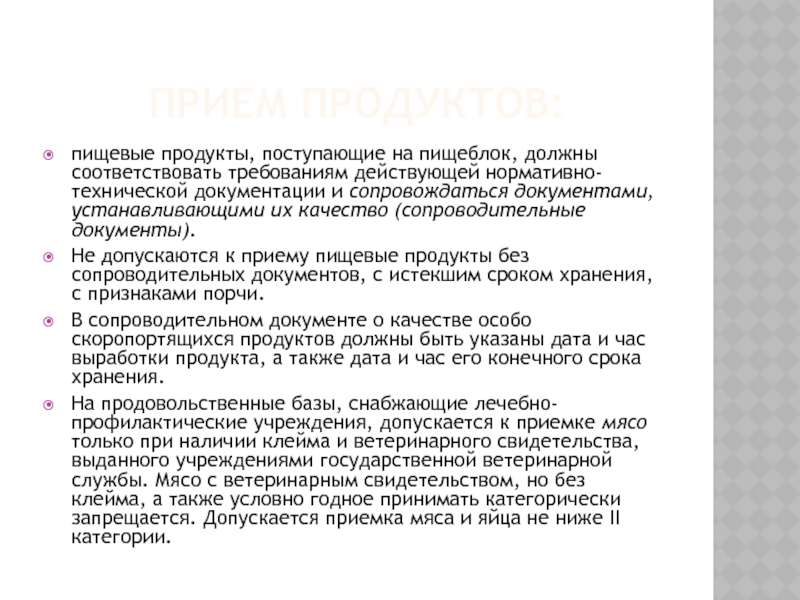 ПРИЕМ ПРОДУКТОВ:
пищевые продукты, поступающие на пищеблок, должны
соответствовать требованиям действующей нормативно-
технической документации и сопровождаться документами,
устанавливающими их качество (сопроводительные
документы).
Не допускаются к приему пищевые продукты без
сопроводительных документов, с истекшим сроком хранения,
с признаками порчи.
В сопроводительном документе о качестве особо
скоропортящихся продуктов должны быть указаны дата и час
выработки продукта, а также дата и час его конечного срока
хранения.
На продовольственные базы, снабжающие лечебно-
профилактические учреждения, допускается к приемке мясо
только при наличии клейма и ветеринарного свидетельства,
выданного учреждениями государственной ветеринарной
службы. Мясо с ветеринарным свидетельством, но без
клейма, а также условно годное принимать категорически
запрещается. Допускается приемка мяса и яйца не ниже II
категории.